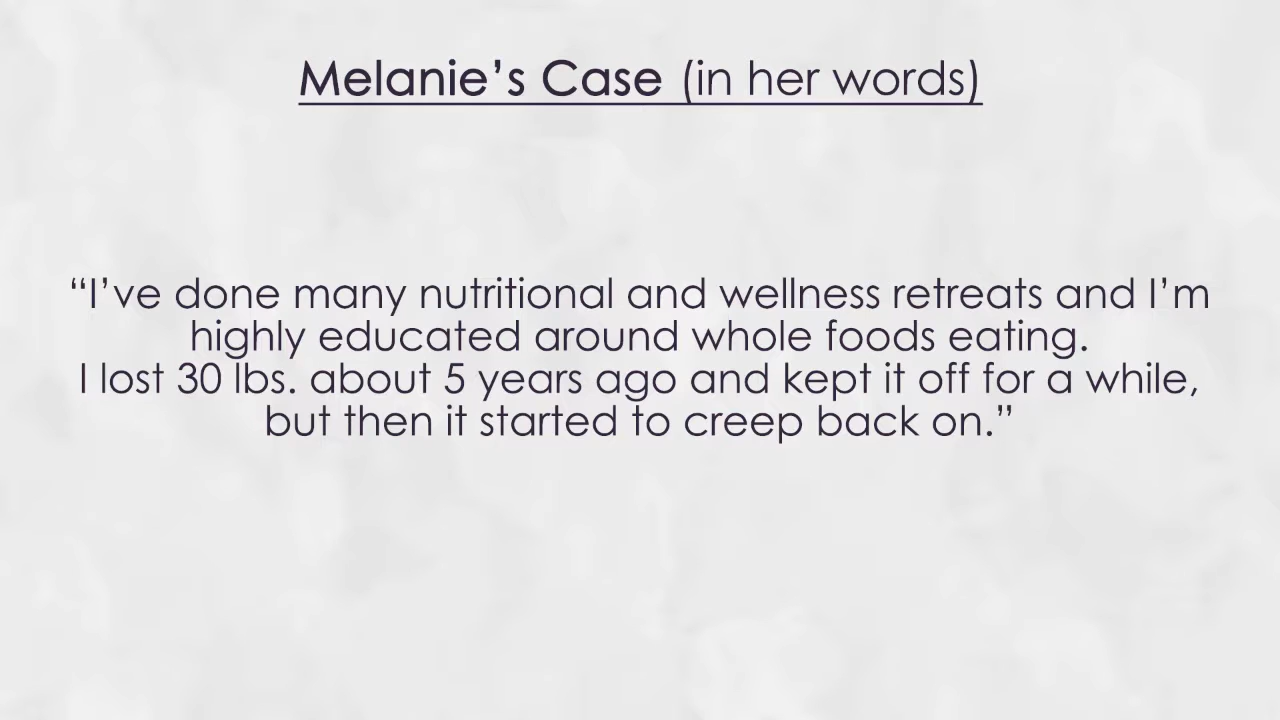 Melanie’s Case (in her words)
“I’ve done many nutritional and wellness retreats and I’m
highly educated around whole foods eating.
I lost 30 lbs. about 5 years ago and kept it off for a while,
but then it started to creep back on.”